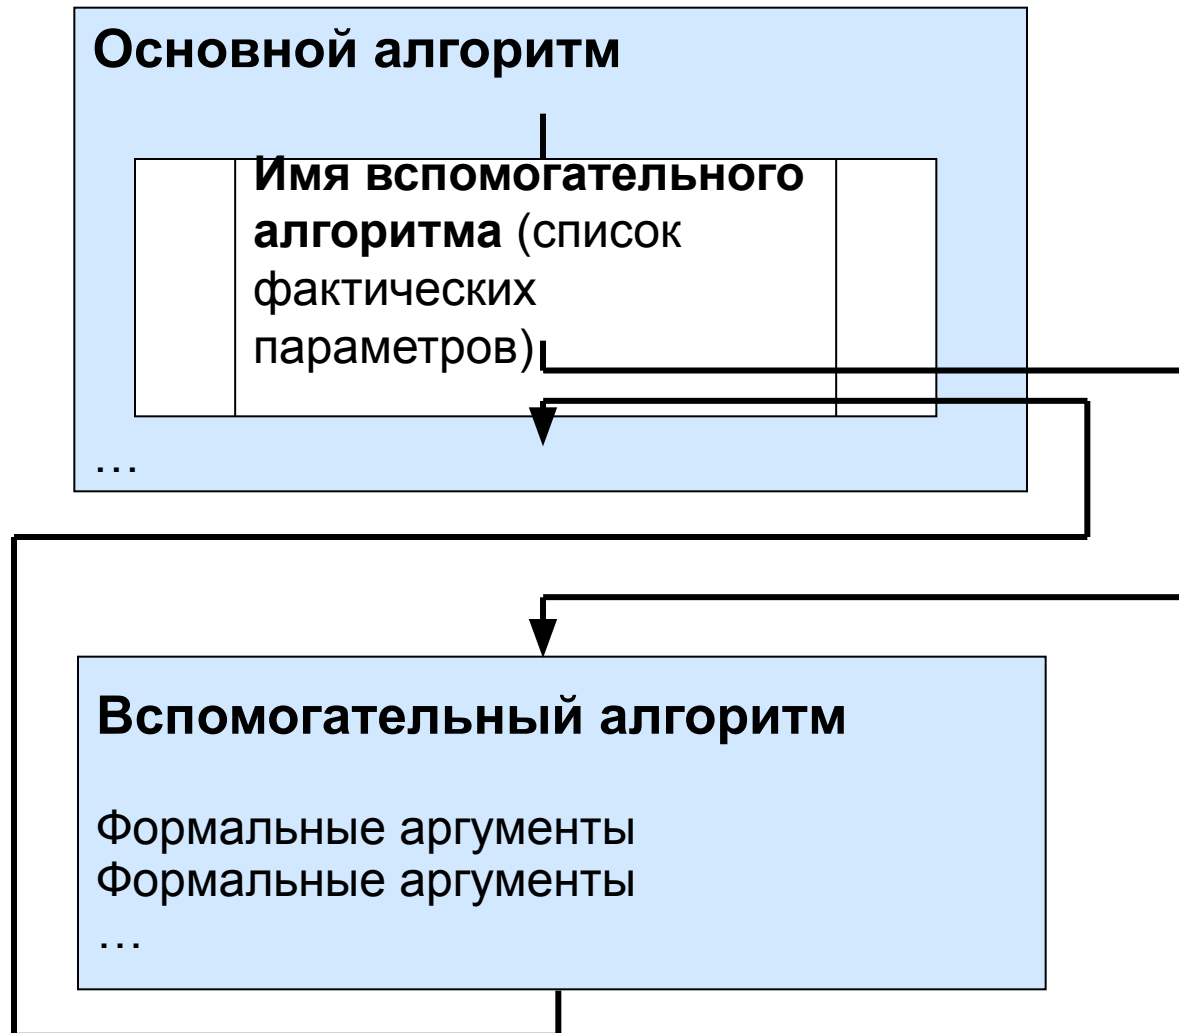 Основной алгоритм
Имя вспомогательного
алгоритма (список
фактических
параметров)
…
Вспомогательный алгоритм
Формальные аргументы
Формальные аргументы
…